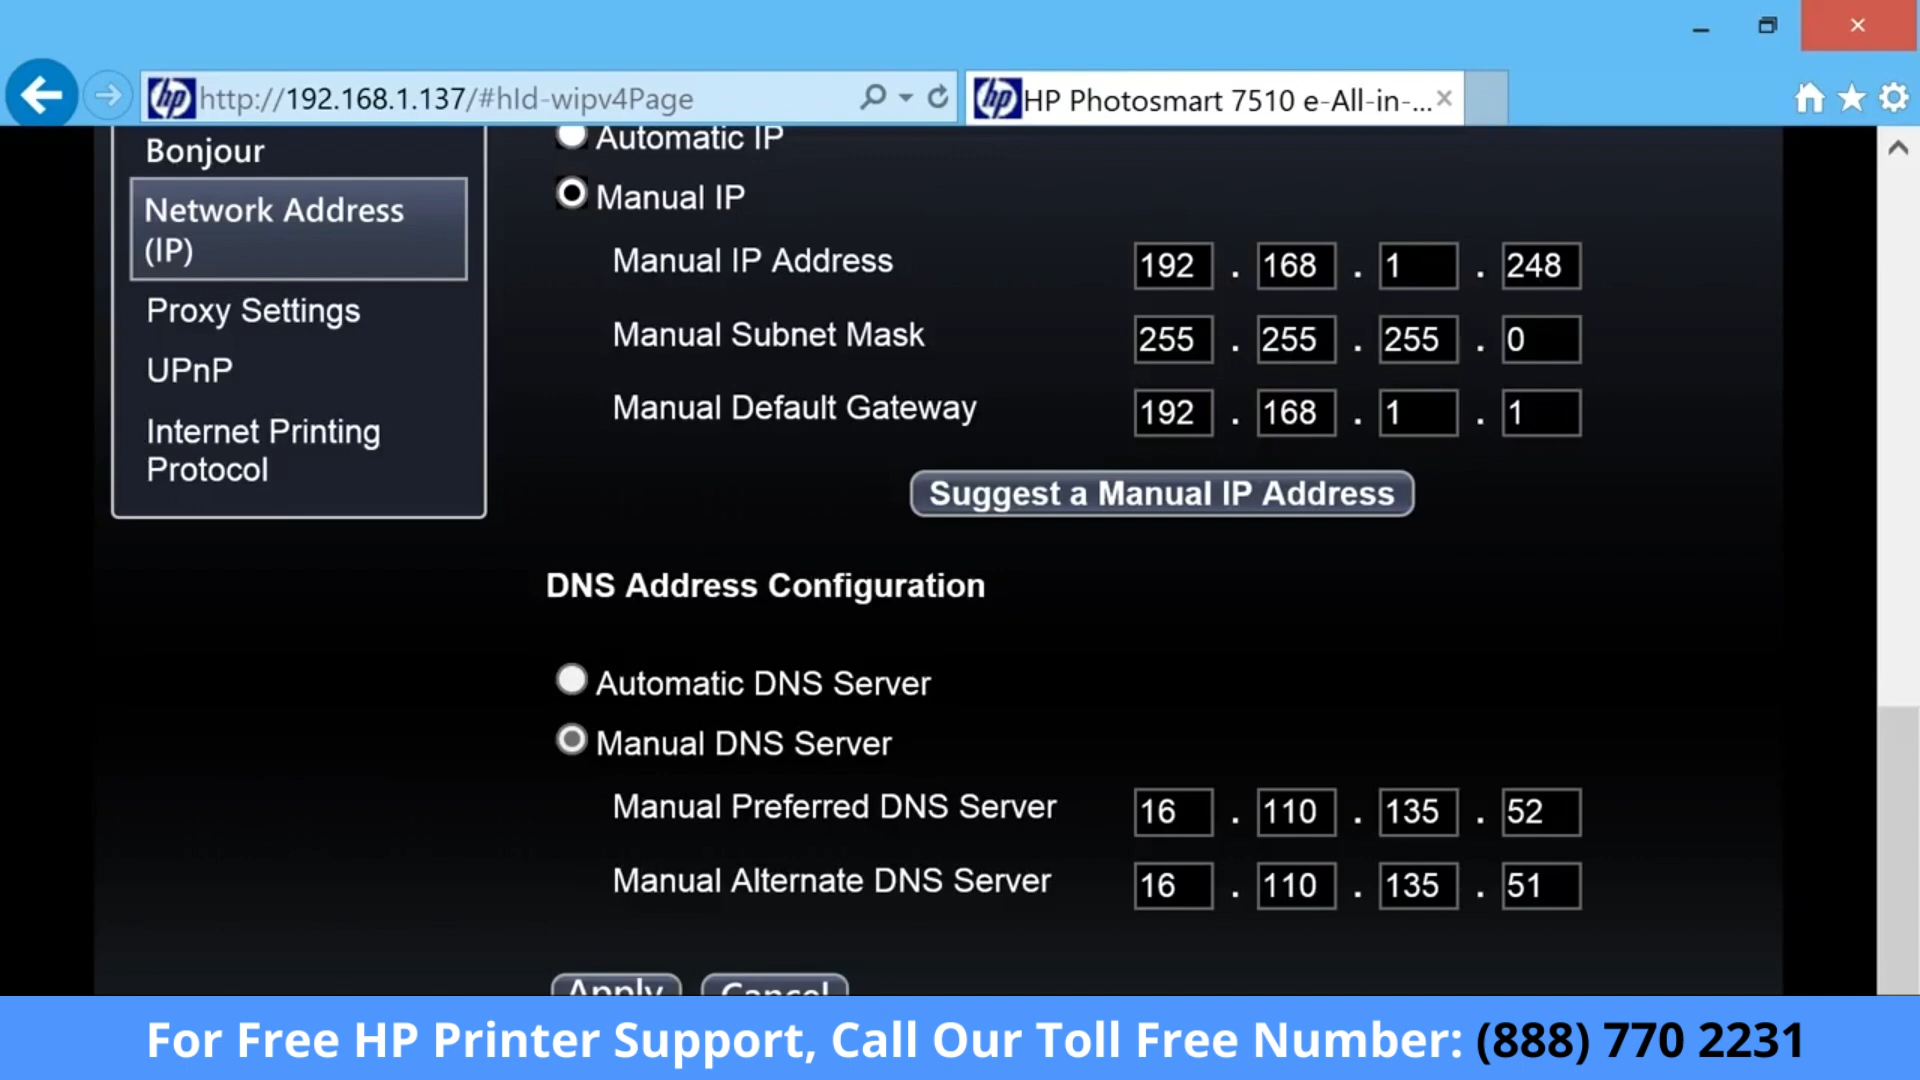 hp http://192.168.1.137/#hId-wipv4Page
hp HP Photosmart 7510 e-All-in-...
Bonjour
Network Address
(IP)
Proxy Settings
UPnP
Internet Printing
Protocol
Automatic IP
Manual IP
Manual IP Address 192 . 168 . 1 . 248
Manual Subnet Mask 255 . 255 . 255 . 0
Manual Default Gateway 192 . 168 . 1 . 1
Suggest a Manual IP Address
DNS Address Configuration
Automatic DNS Server
Manual DNS Server
Manual Preferred DNS Server 16 . 110 . 135 . 52
Manual Alternate DNS Server 16 . 110 . 135 . 51
Apply Cancel
For Free HP Printer Support, Call Our Toll Free Number: (888) 770 2231